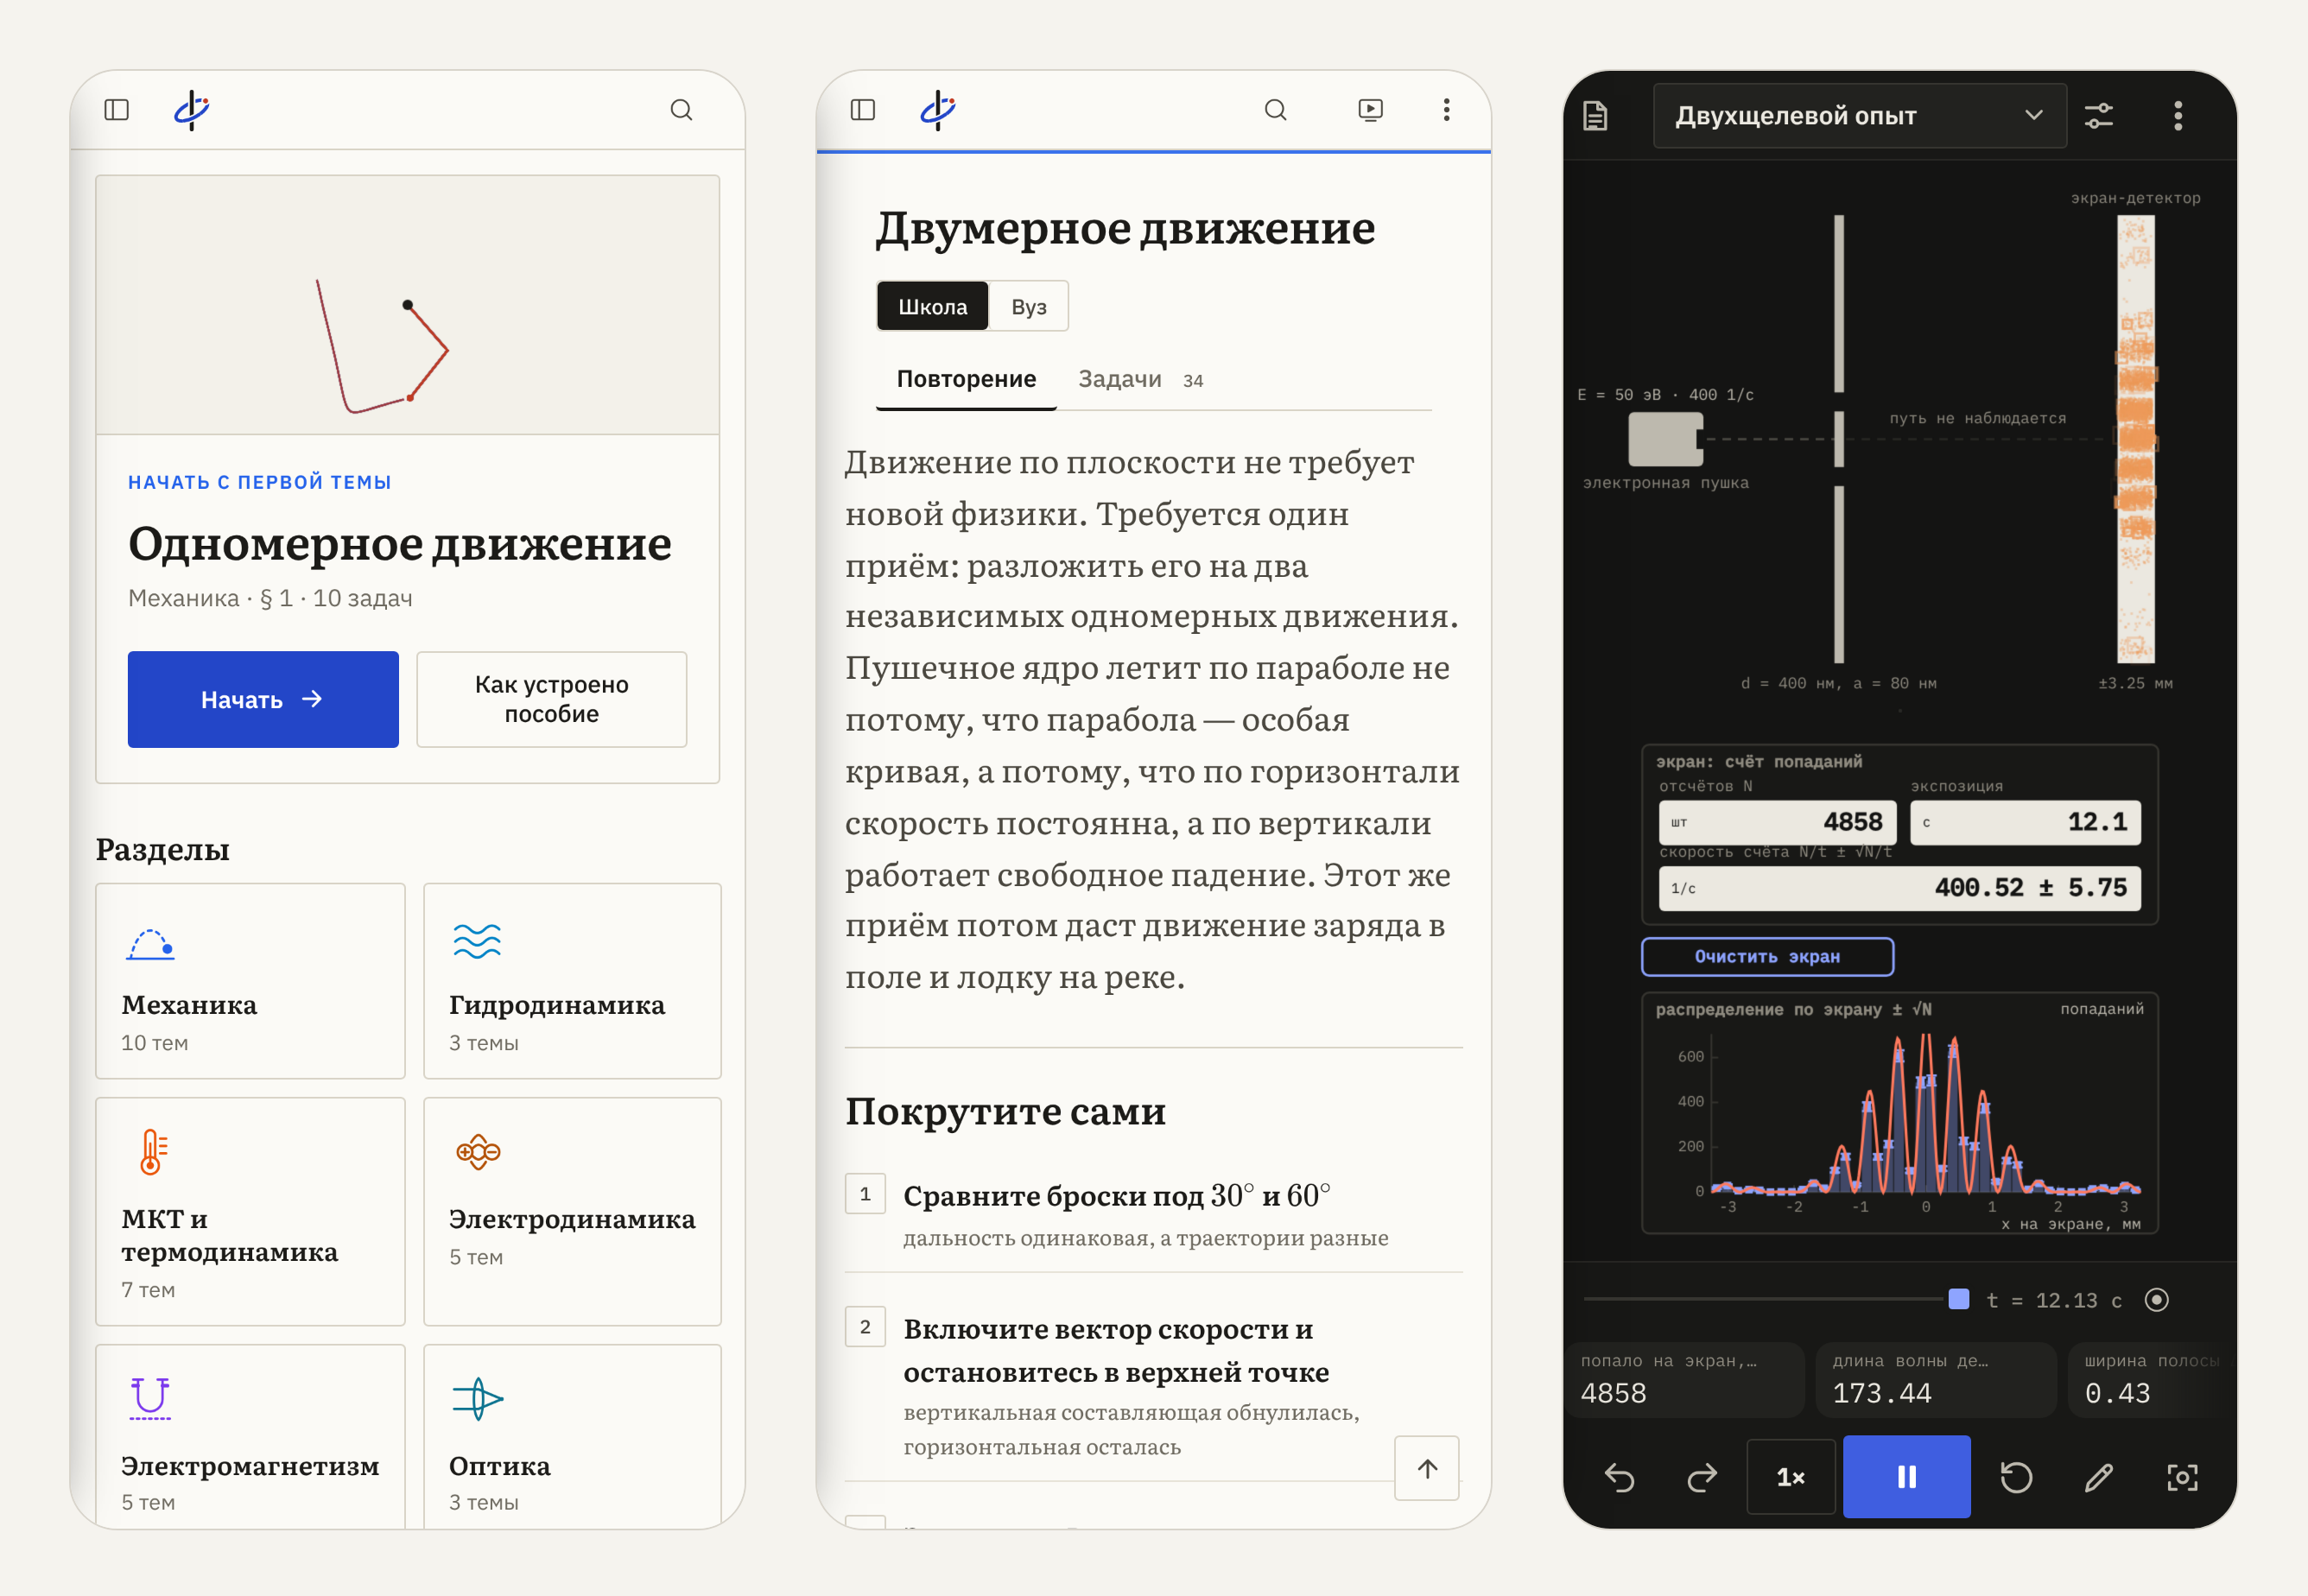 НАЧАТЬ С ПЕРВОЙ ТЕМЫ
Одномерное движение
Механика · § 1 · 10 задач
Начать →
Как устроено
пособие
Разделы
Механика
10 тем
Гидродинамика
3 темы
МКТ и
термодинамика
7 тем
Электродинамика
5 тем
Электромагнетизм
5 тем
Оптика
3 темы
Двумерное движение
Школа Вуз
Повторение Задачи 34
Движение по плоскости не требует
новой физики. Требуется один
приём: разложить его на два
независимых одномерных движения.
Пушечное ядро летит по параболе не
потому, что парабола — особая
кривая, а потому, что по горизонтали
скорость постоянна, а по вертикали
работает свободное падение. Этот же
приём потом даст движение заряда в
поле и лодку на реке.
Покрутите сами
1 Сравните броски под 30° и 60°
дальность одинаковая, а траектории разные
2 Включите вектор скорости и
остановитесь в верхней точке
вертикальная составляющая обнулилась,
горизонтальная осталась
Двухщелевой опыт
экран-детектор
E = 50 эВ · 400 1/с
путь не наблюдается
электронная пушка
d = 400 нм, a = 80 нм
±3.25 мм
экран: счёт попаданий
отсчётов N экспозиция
шт 4858 с 12.1
скорость счёта N/t ± √N/t
1/с 400.52 ± 5.75
Очистить экран
распределение по экрану ± √N попаданий
600
400
200
0
-3 -2 -1 0 1 2 3
x на экране, мм
t = 12.13 с
попало на экран,…
4858
длина волны де…
173.44
ширина полосы
0.43
1×